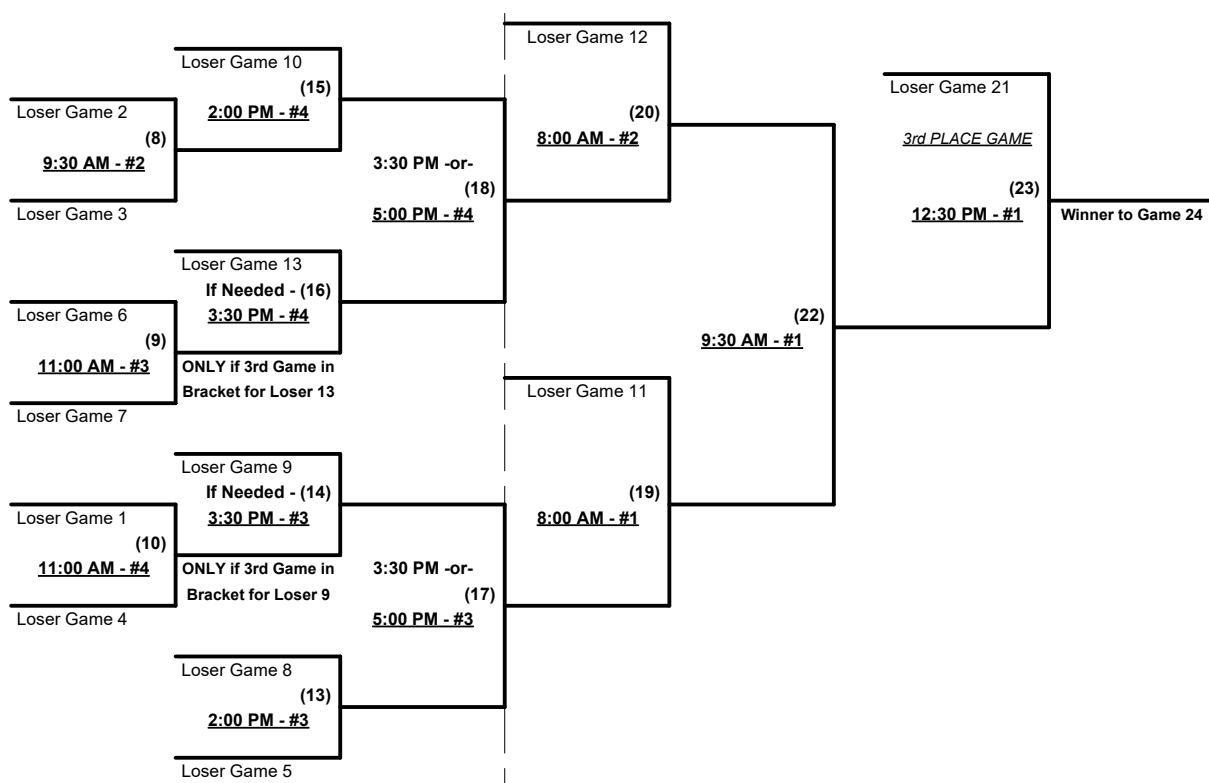 Loser Game 12
Loser Game 10
(15)
2:00 PM - #4
Loser Game 2
(8)
9:30 AM - #2
Loser Game 3
3:30 PM -or-
(18)
5:00 PM - #4
(20)
8:00 AM - #2
Loser Game 21
3rd PLACE GAME
(23)
12:30 PM - #1
Winner to Game 24
Loser Game 13
If Needed - (16)
3:30 PM - #4
Loser Game 6
(9)
11:00 AM - #3
ONLY if 3rd Game in
Bracket for Loser 13
Loser Game 7
(22)
9:30 AM - #1
Loser Game 11
Loser Game 9
If Needed - (14)
3:30 PM - #3
Loser Game 1
(10)
11:00 AM - #4
ONLY if 3rd Game in
Bracket for Loser 9
Loser Game 4
3:30 PM -or-
(17)
5:00 PM - #3
(19)
8:00 AM - #1
Loser Game 8
(13)
2:00 PM - #3
Loser Game 5